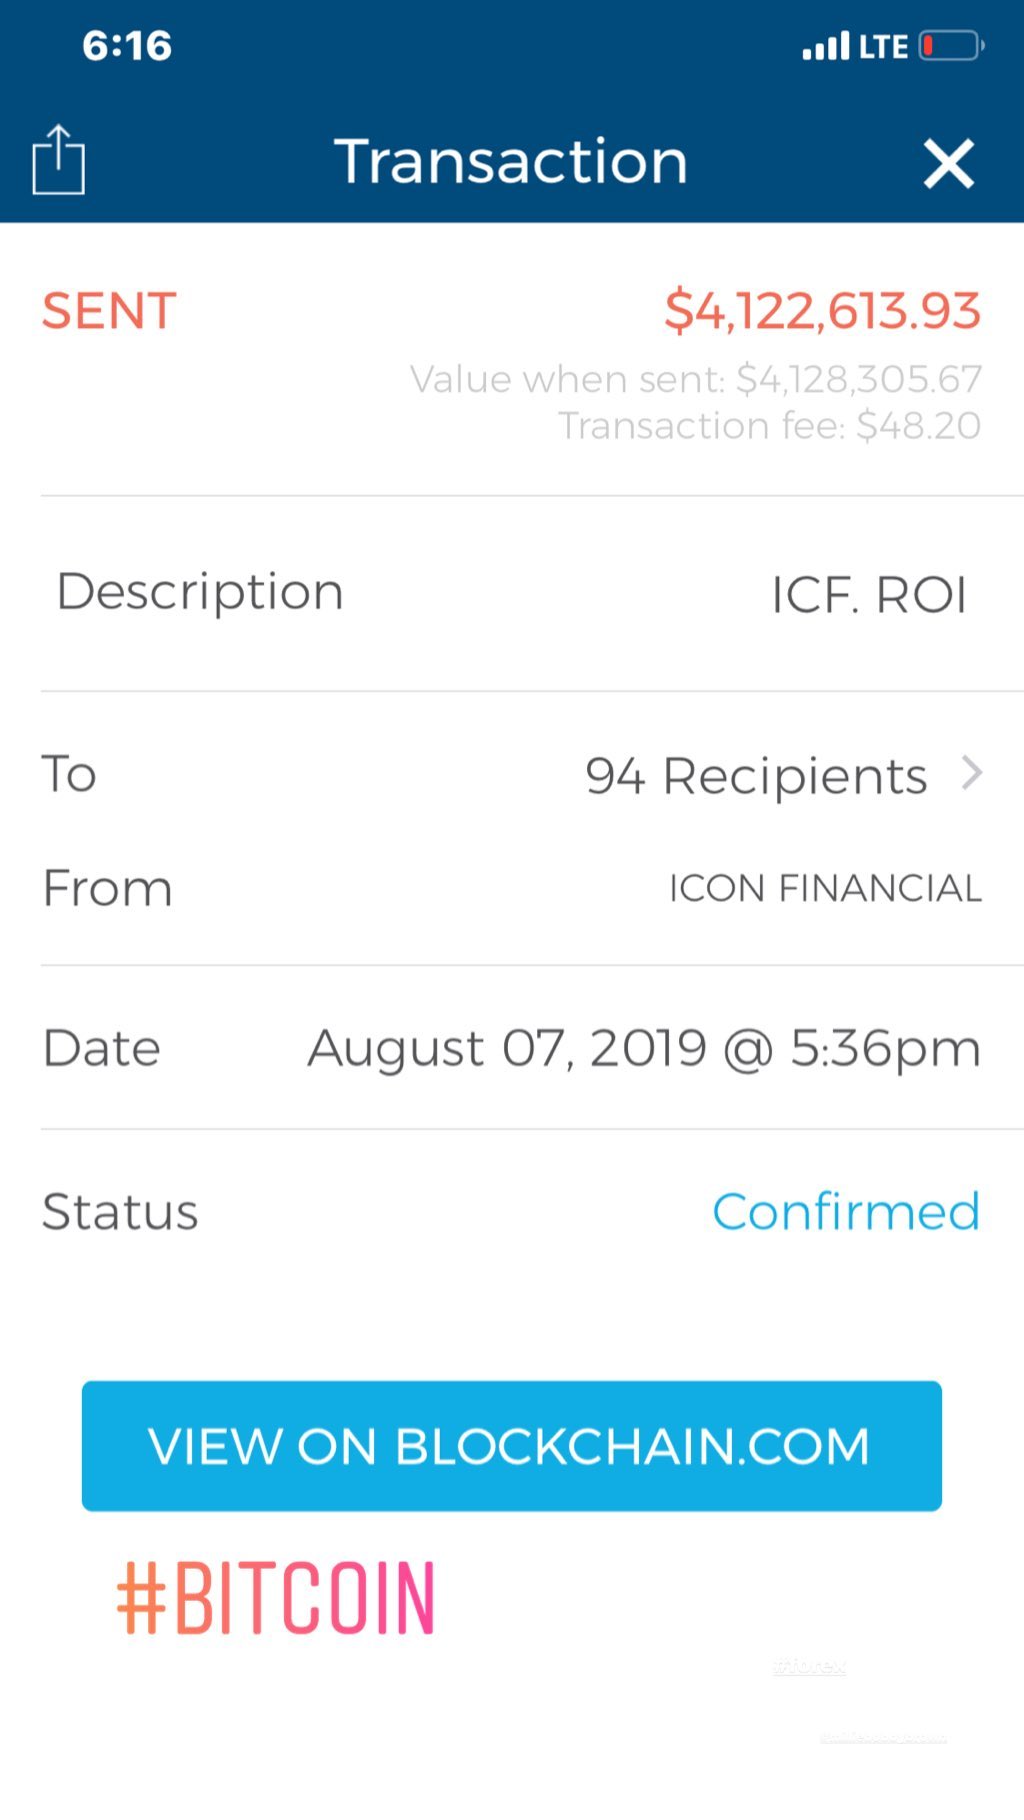 6:16 LTE
Transaction
SENT $4,122,613.93
Value when sent: $4,128,305.67
Transaction fee: $48.20
Description ICF. ROI
To 94 Recipients
From ICON FINANCIAL
Date August 07, 2019 @ 5:36pm
Status Confirmed
VIEW ON BLOCKCHAIN.COM
#BITCOIN
#forex